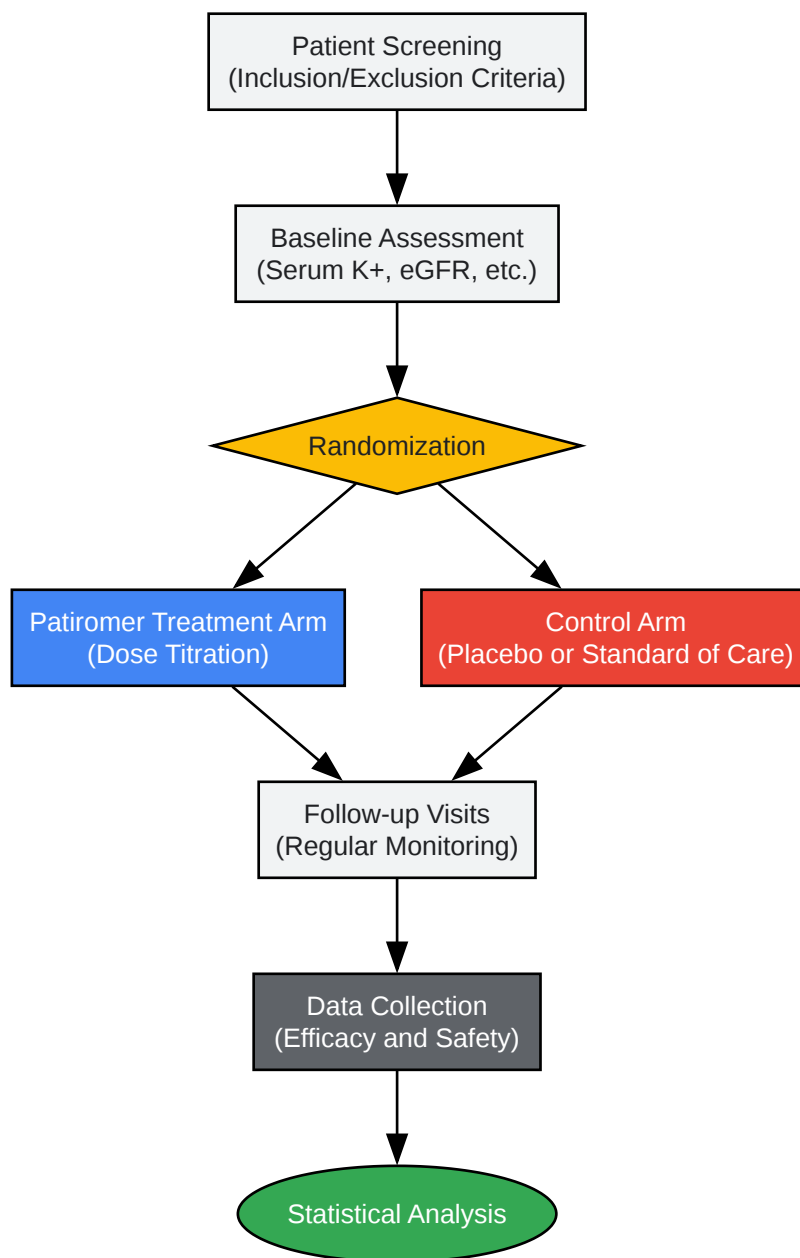 Patient Screening
(Inclusion/Exclusion Criteria)
Baseline Assessment
(Serum K+, eGFR, etc.)
Randomization
Patiromer Treatment Arm
(Dose Titration)
Control Arm
(Placebo or Standard of Care)
Follow-up Visits
(Regular Monitoring)
Data Collection
(Efficacy and Safety)
Statistical Analysis